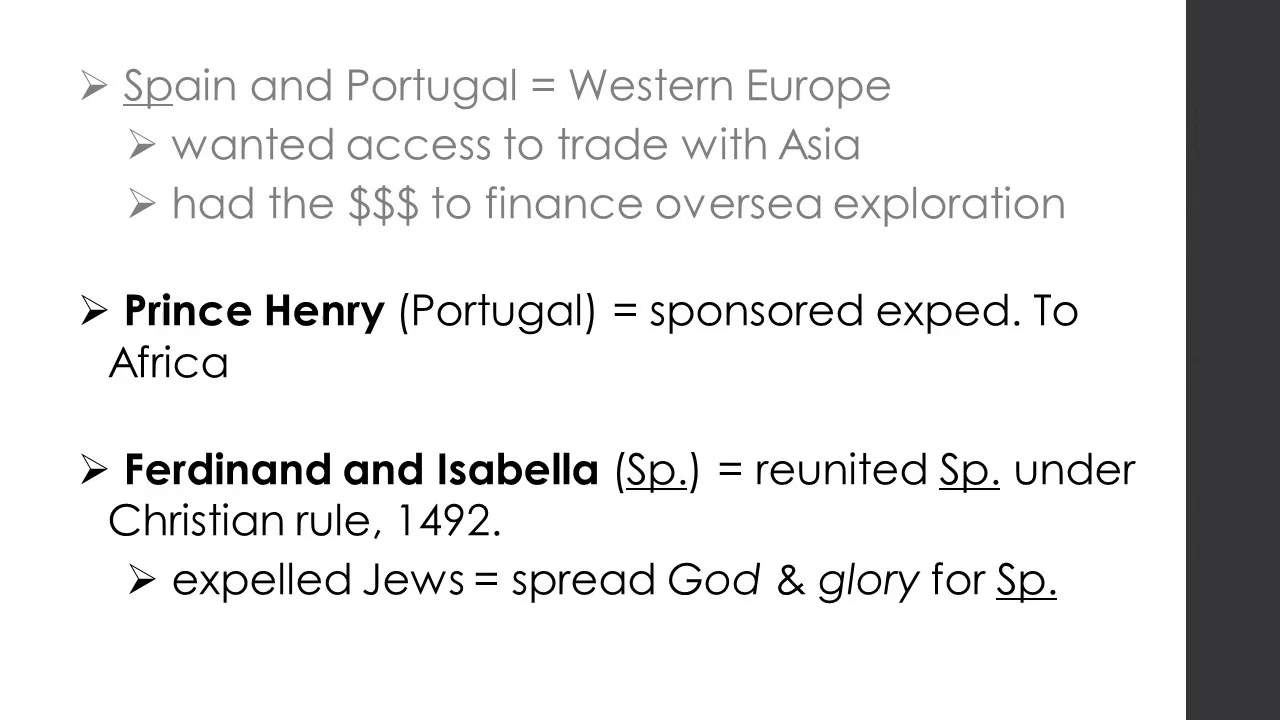 ➢ Spain and Portugal = Western Europe
➢ wanted access to trade with Asia
➢ had the $$$ to finance oversea exploration
➢ Prince Henry (Portugal) = sponsored exped. To
Africa
➢ Ferdinand and Isabella (Sp.) = reunited Sp. under
Christian rule, 1492.
➢ expelled Jews = spread God & glory for Sp.